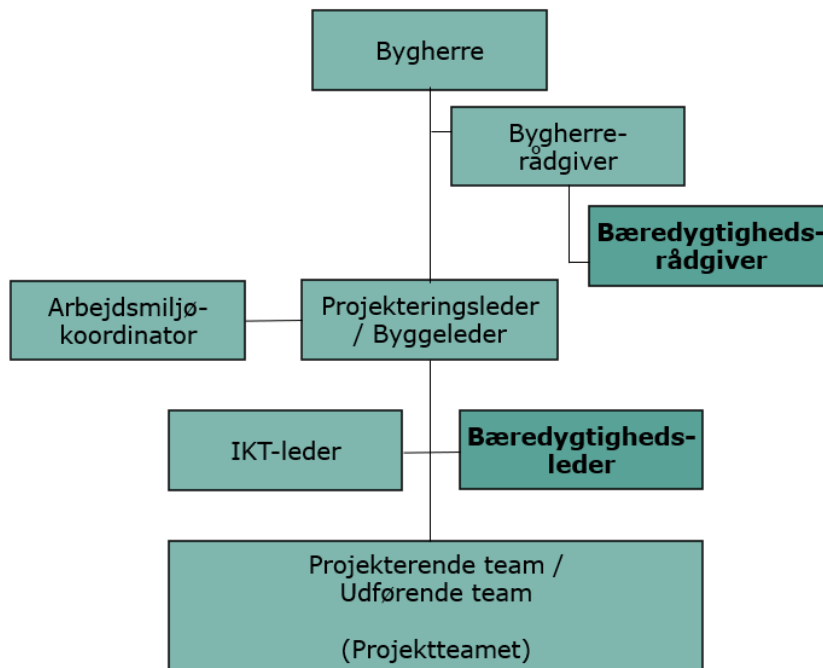 Bygherre
Bygherre-
rådgiver
Bæredygtigheds-
rådgiver
Arbejdsmiljø-
koordinator
Projekteringsleder
/ Byggeleder
IKT-leder
Bæredygtigheds-
leder
Projekterende team /
Udførende team
(Projektteamet)